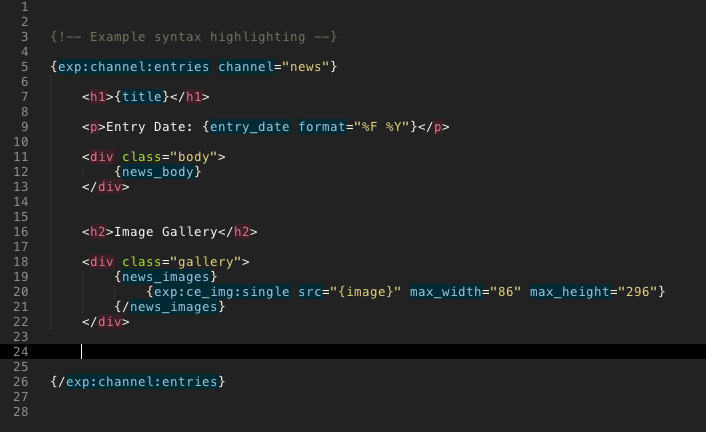 1
2
3 {!-- Example syntax highlighting --}
4
5 {exp:channel:entries channel="news"}
6
7 <h1>{title}</h1>
8
9 <p>Entry Date: {entry_date format="%F %Y"}</p>
10
11 <div class="body">
12 {news_body}
13 </div>
14
15
16 <h2>Image Gallery</h2>
17
18 <div class="gallery">
19 {news_images}
20 {exp:ce_img:single src="{image}" max_width="86" max_height="296"}
21 {/news_images}
22 </div>
23
24
25
26 {/exp:channel:entries}
27
28